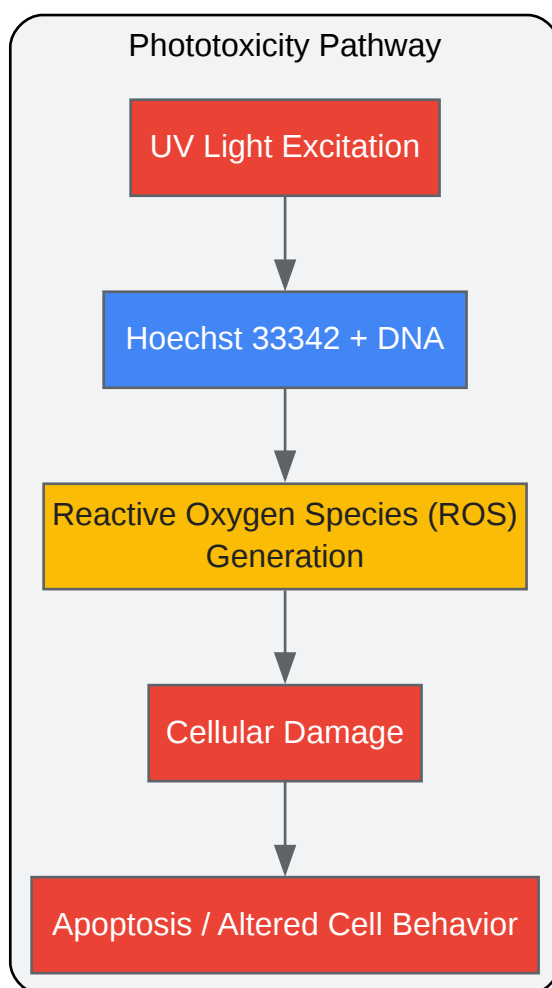 Phototoxicity Pathway
UV Light Excitation
Hoechst 33342 + DNA
Reactive Oxygen Species (ROS)
Generation
Cellular Damage
Apoptosis / Altered Cell Behavior